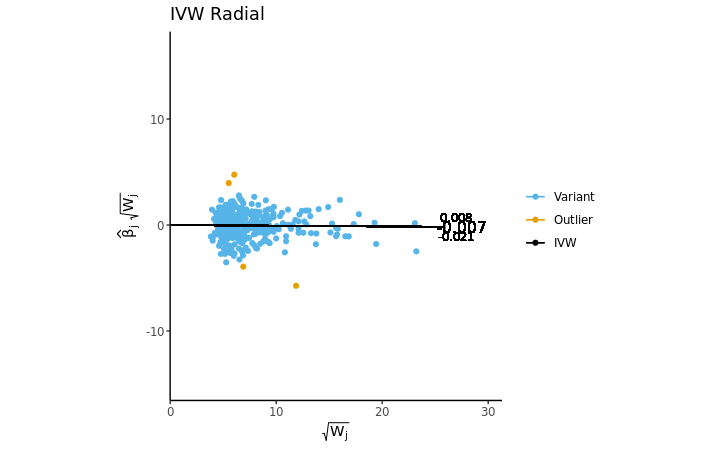 IVW Radial
10
0
-10
β̂j √Wj
0.008
-0.007
-0.021
Variant
Outlier
IVW
0 10 20 30
√Wj